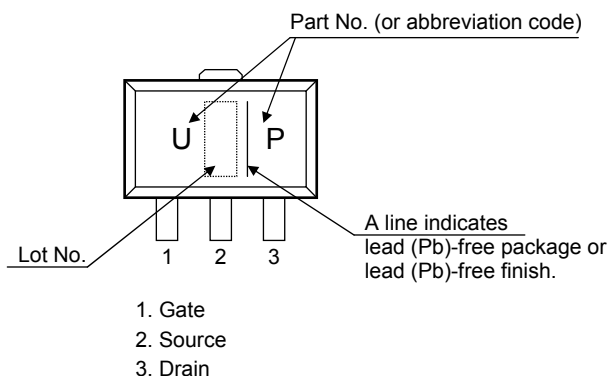 Part No. (or abbreviation code)
U P
Lot No.
1 2 3
A line indicates
lead (Pb)-free package or
lead (Pb)-free finish.
1. Gate
2. Source
3. Drain